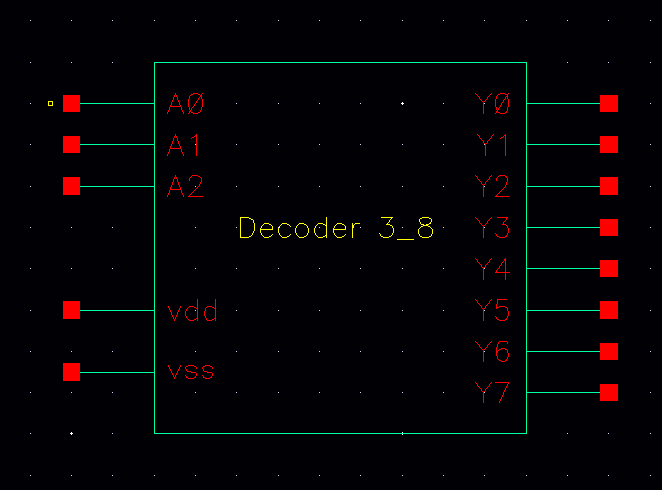 A0 Y0
A1 Y1
A2 Y2
Decoder 3_8 Y3
Y4
vdd Y5
Y6
vss
Y7